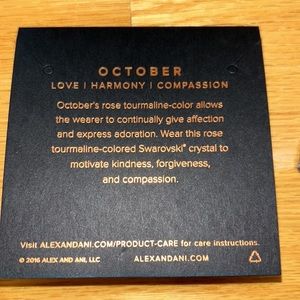 OCTOBER
LOVE | HARMONY | COMPASSION
October's rose tourmaline-color allows
the wearer to continually give affection
and express adoration. Wear this rose
tourmaline-colored Swarovski® crystal to
motivate kindness, forgiveness,
and compassion.
Visit ALEXANDANI.COM/PRODUCT-CARE for care instructions.
© 2016 ALEX AND ANI, LLC
ALEXANDANI.COM